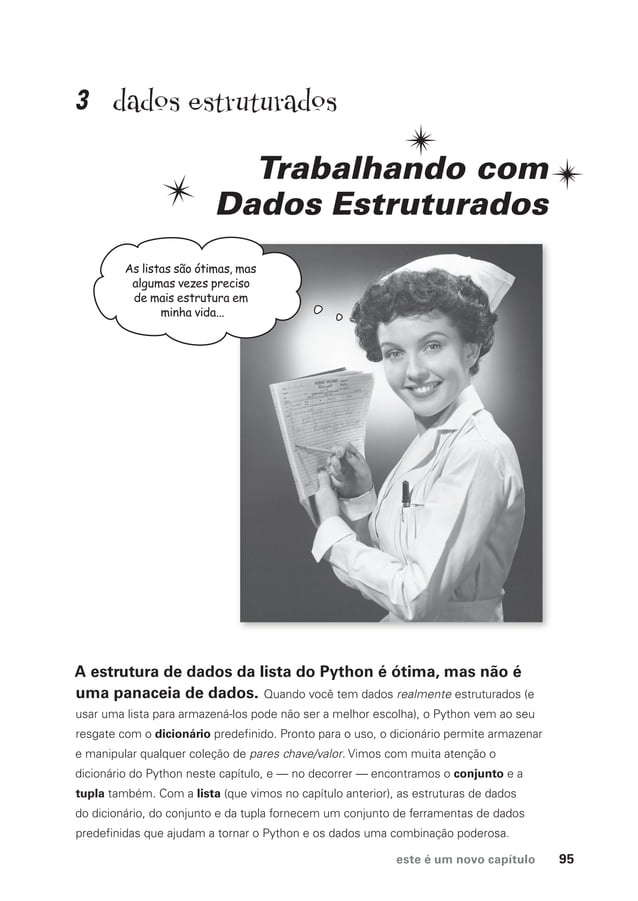 3 dados estruturados
Trabalhando com
Dados Estruturados
As listas são ótimas, mas
algumas vezes preciso
de mais estrutura em
minha vida...
A estrutura de dados da lista do Python é ótima, mas não é
uma panaceia de dados. Quando você tem dados realmente estruturados (e
usar uma lista para armazená-los pode não ser a melhor escolha), o Python vem ao seu
resgate com o dicionário predefinido. Pronto para o uso, o dicionário permite armazenar
e manipular qualquer coleção de pares chave/valor. Vimos com muita atenção o
dicionário do Python neste capítulo, e — no decorrer — encontramos o conjunto e a
tupla também. Com a lista (que vimos no capítulo anterior), as estruturas de dados
do dicionário, do conjunto e da tupla fornecem um conjunto de ferramentas de dados
predefinidas que ajudam a tornar o Python e os dados uma combinação poderosa.
este é um novo capítulo 95